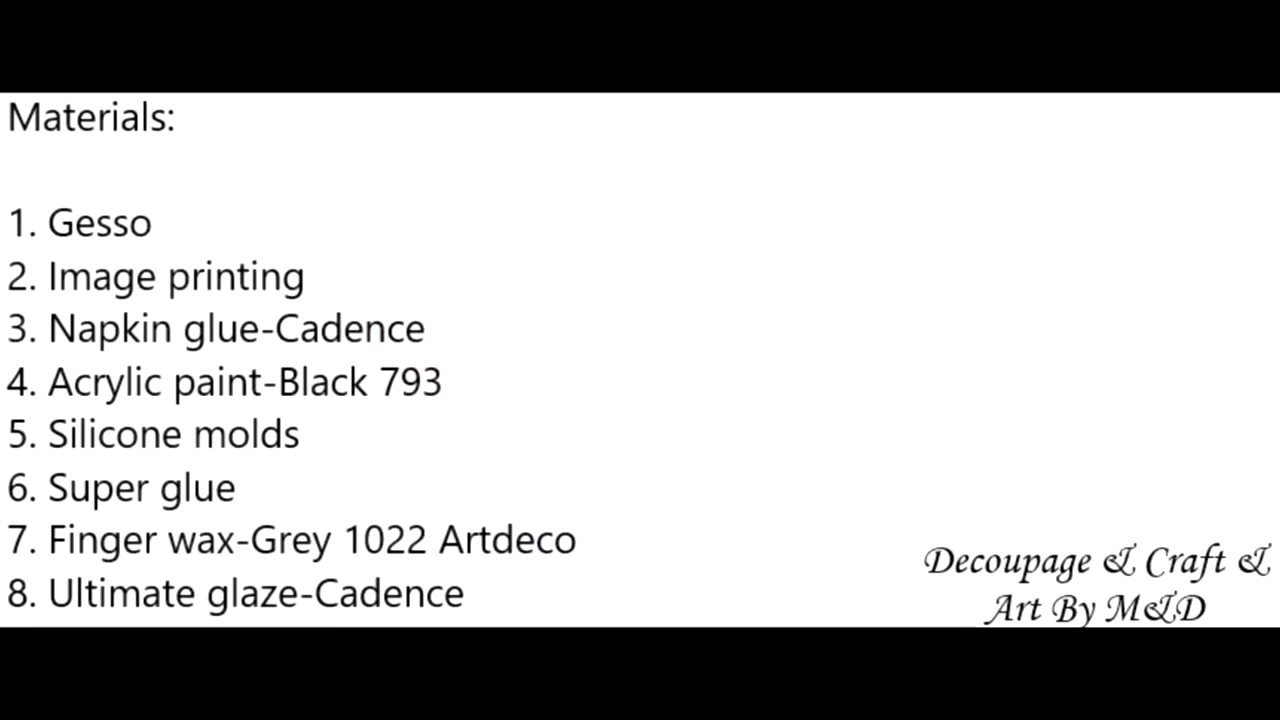 Materials:
1. Gesso
2. Image printing
3. Napkin glue-Cadence
4. Acrylic paint-Black 793
5. Silicone molds
6. Super glue
7. Finger wax-Grey 1022 Artdeco
8. Ultimate glaze-Cadence
Decoupage & Craft &
Art By M&D